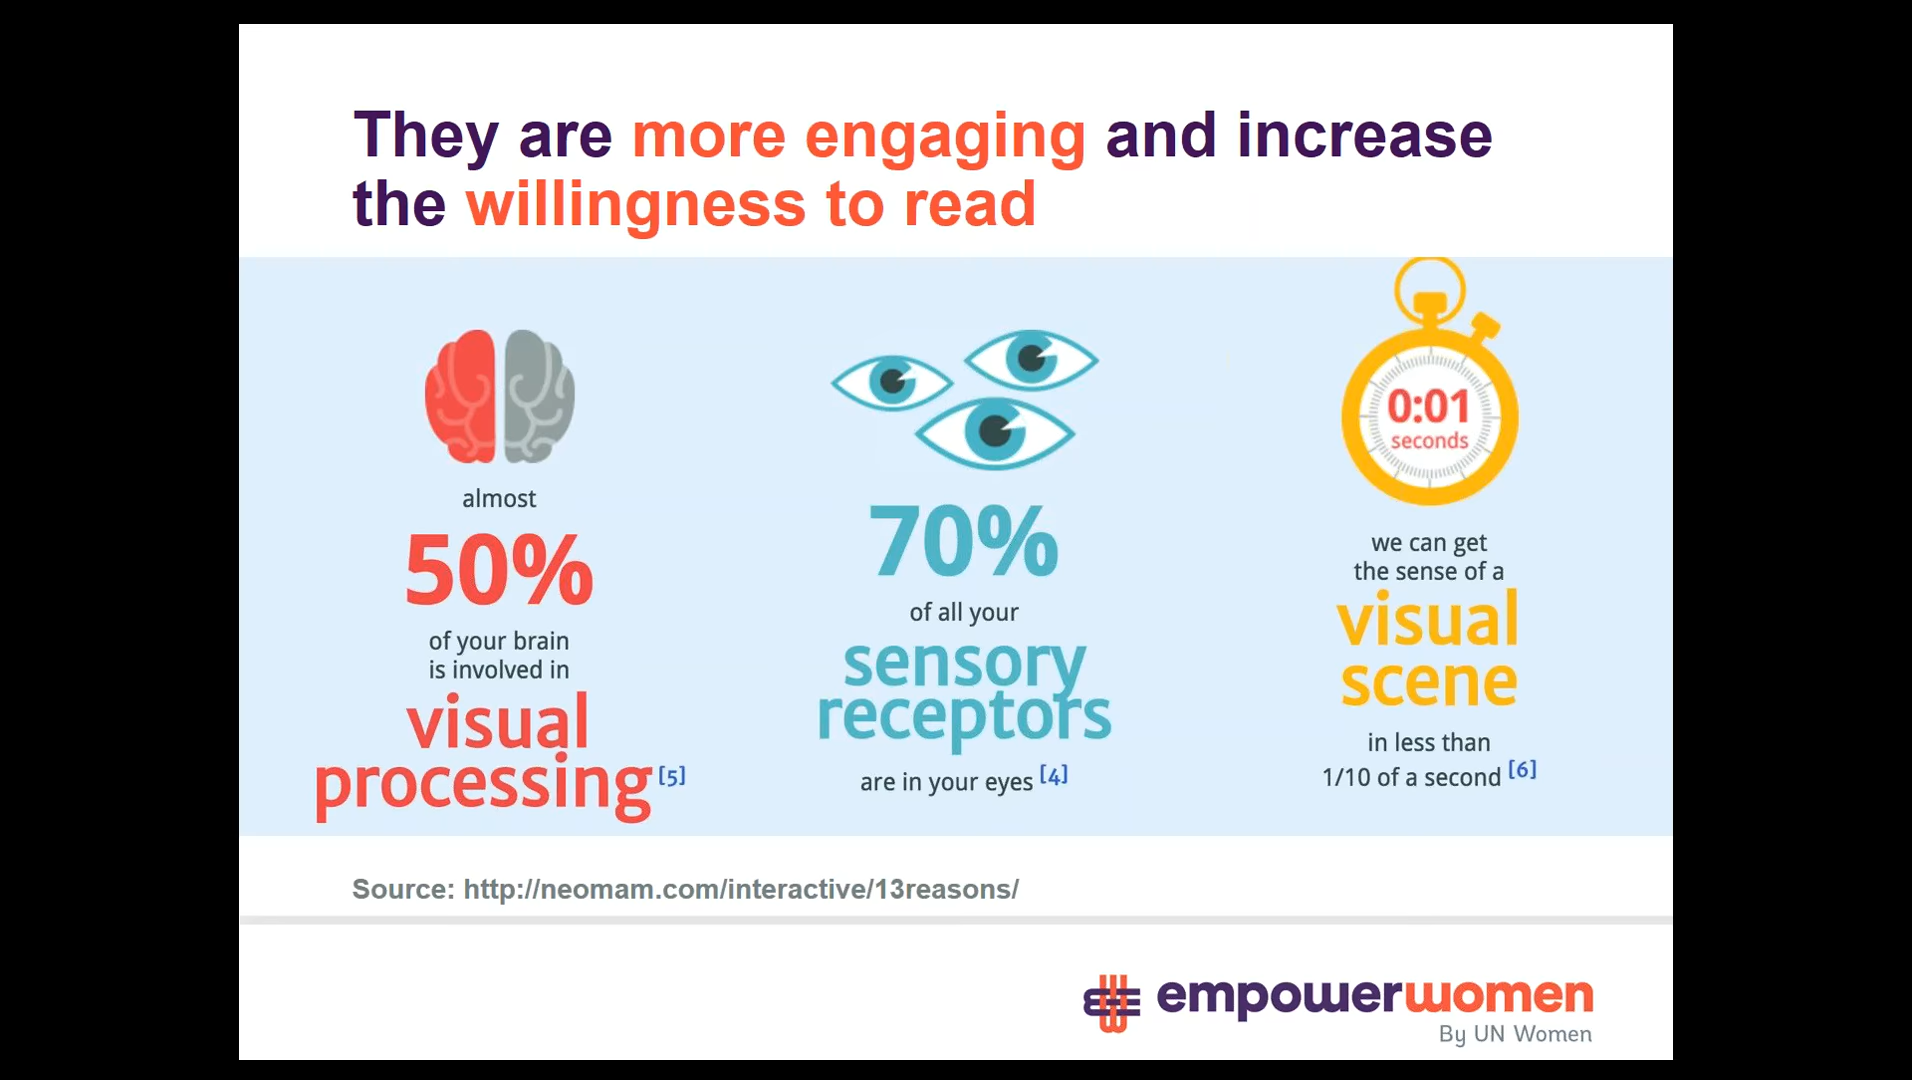 They are more engaging and increase
the willingness to read
almost
50%
of your brain
is involved in
visual
processing [5]
70%
of all your
sensory
receptors
are in your eyes [4]
0:01
seconds
we can get
the sense of a
visual
scene
in less than
1/10 of a second [6]
Source: http://neomam.com/interactive/13reasons/
empowerwomen
By UN Women